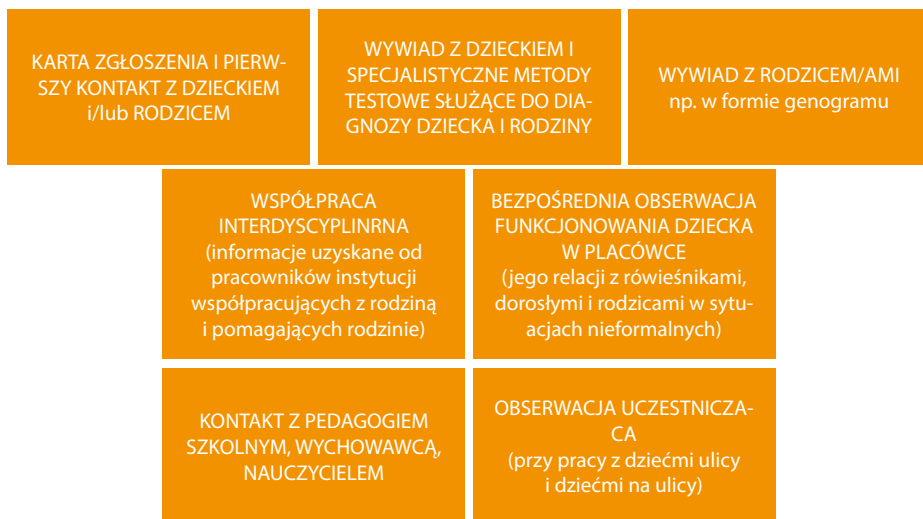 KARTA ZGŁOSZENIA I PIERW-
SZY KONTAKT Z DZIECKIEM
i/lub RODZICEM
WYWIAD Z DZIECKIEM I
SPECJALISTYCZNE METODY
TESTOWE SŁUŻĄCE DO DIA-
GNOZY DZIECKA I RODZINY
WYWIAD Z RODZICEM/AMI
np. w formie genogramu
WSPÓŁPRACA
INTERDYSCYPLINRNA
(informacje uzyskane od
pracowników instytucji
współpracujących z rodziną
i pomagających rodzinie)
BEZPOŚREDNIA OBSERWACJA
FUNKCJONOWANIA DZIECKA
W PLACÓWCE
(jego relacji z rówieśnikami,
dorosłymi i rodzicami w sytu-
acjach nieformalnych)
KONTAKT Z PEDAGOGIEM
SZKOLNYM, WYCHOWAWCĄ,
NAUCZYCIELEM
OBSERWACJA UCZESTNICZA-
CA
(przy pracy z dziećmi ulicy
i dziećmi na ulicy)